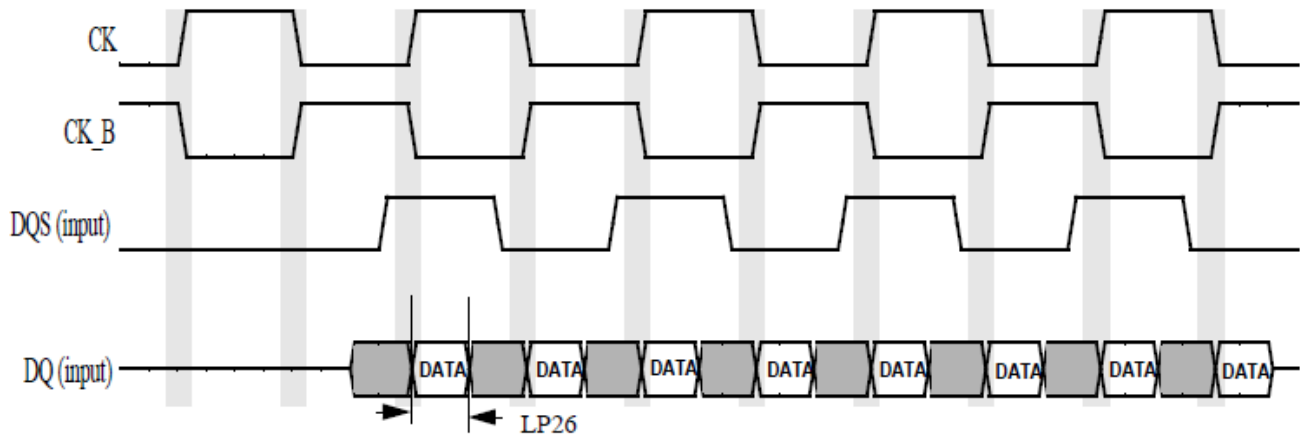 CK
CK_B
DQS (input)
DQ (input)
DATA DATA DATA DATA DATA DATA DATA DATA
LP26